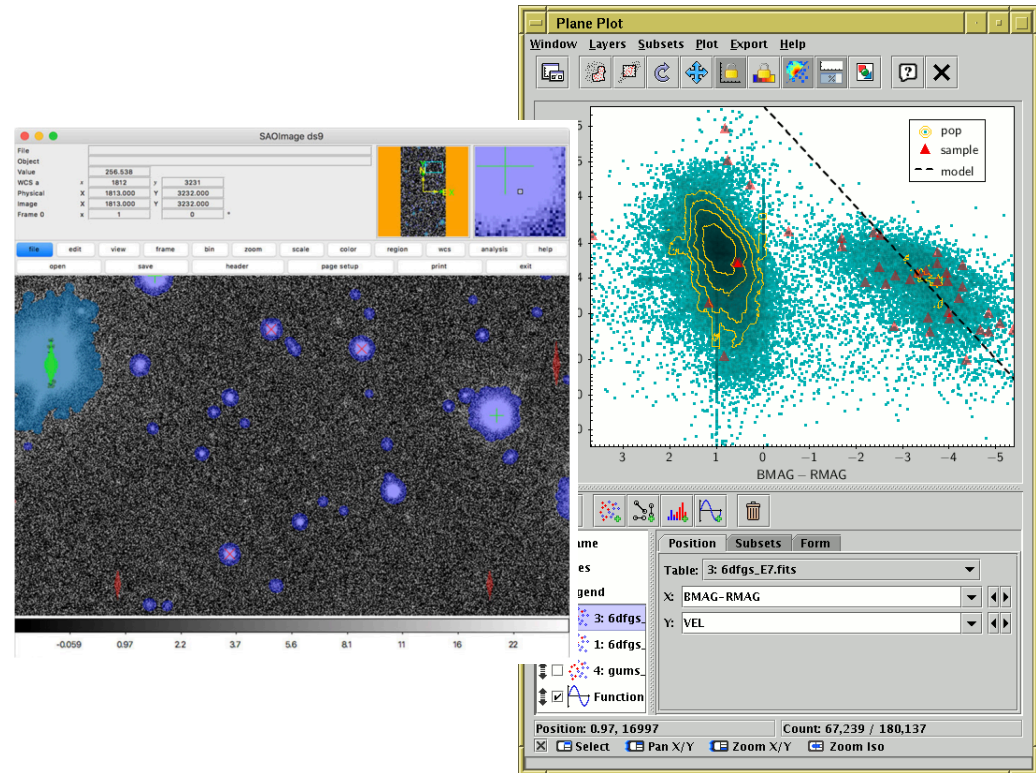 SAOImage ds9
File
Object
Value 256.538
WCS a x 1812 y 3231
Physical X 1813.000 Y 3232.000
Image X 1813.000 Y 3232.000
Frame 0 x 1 0 °
file edit view frame bin zoom scale color region wcs analysis help
open save header page setup print exit
N
-0.059 0.97 2.2 3.7 5.6 8.1 11 16 22
Plane Plot
Window Layers Subsets Plot Export Help
pop
sample
model
3 2 1 0 −1 −2 −3 −4 −5
BMAG − RMAG
Position Subsets Form
Table: 3: 6dfgs_E7.fits
X: BMAG-RMAG
Y: VEL
ame
es
gend
3: 6dfgs_
1: 6dfgs_
4: gums_
Function
Position: 0.97, 16997 Count: 67,239 / 180,137
Select Pan X/Y Zoom X/Y Zoom Iso